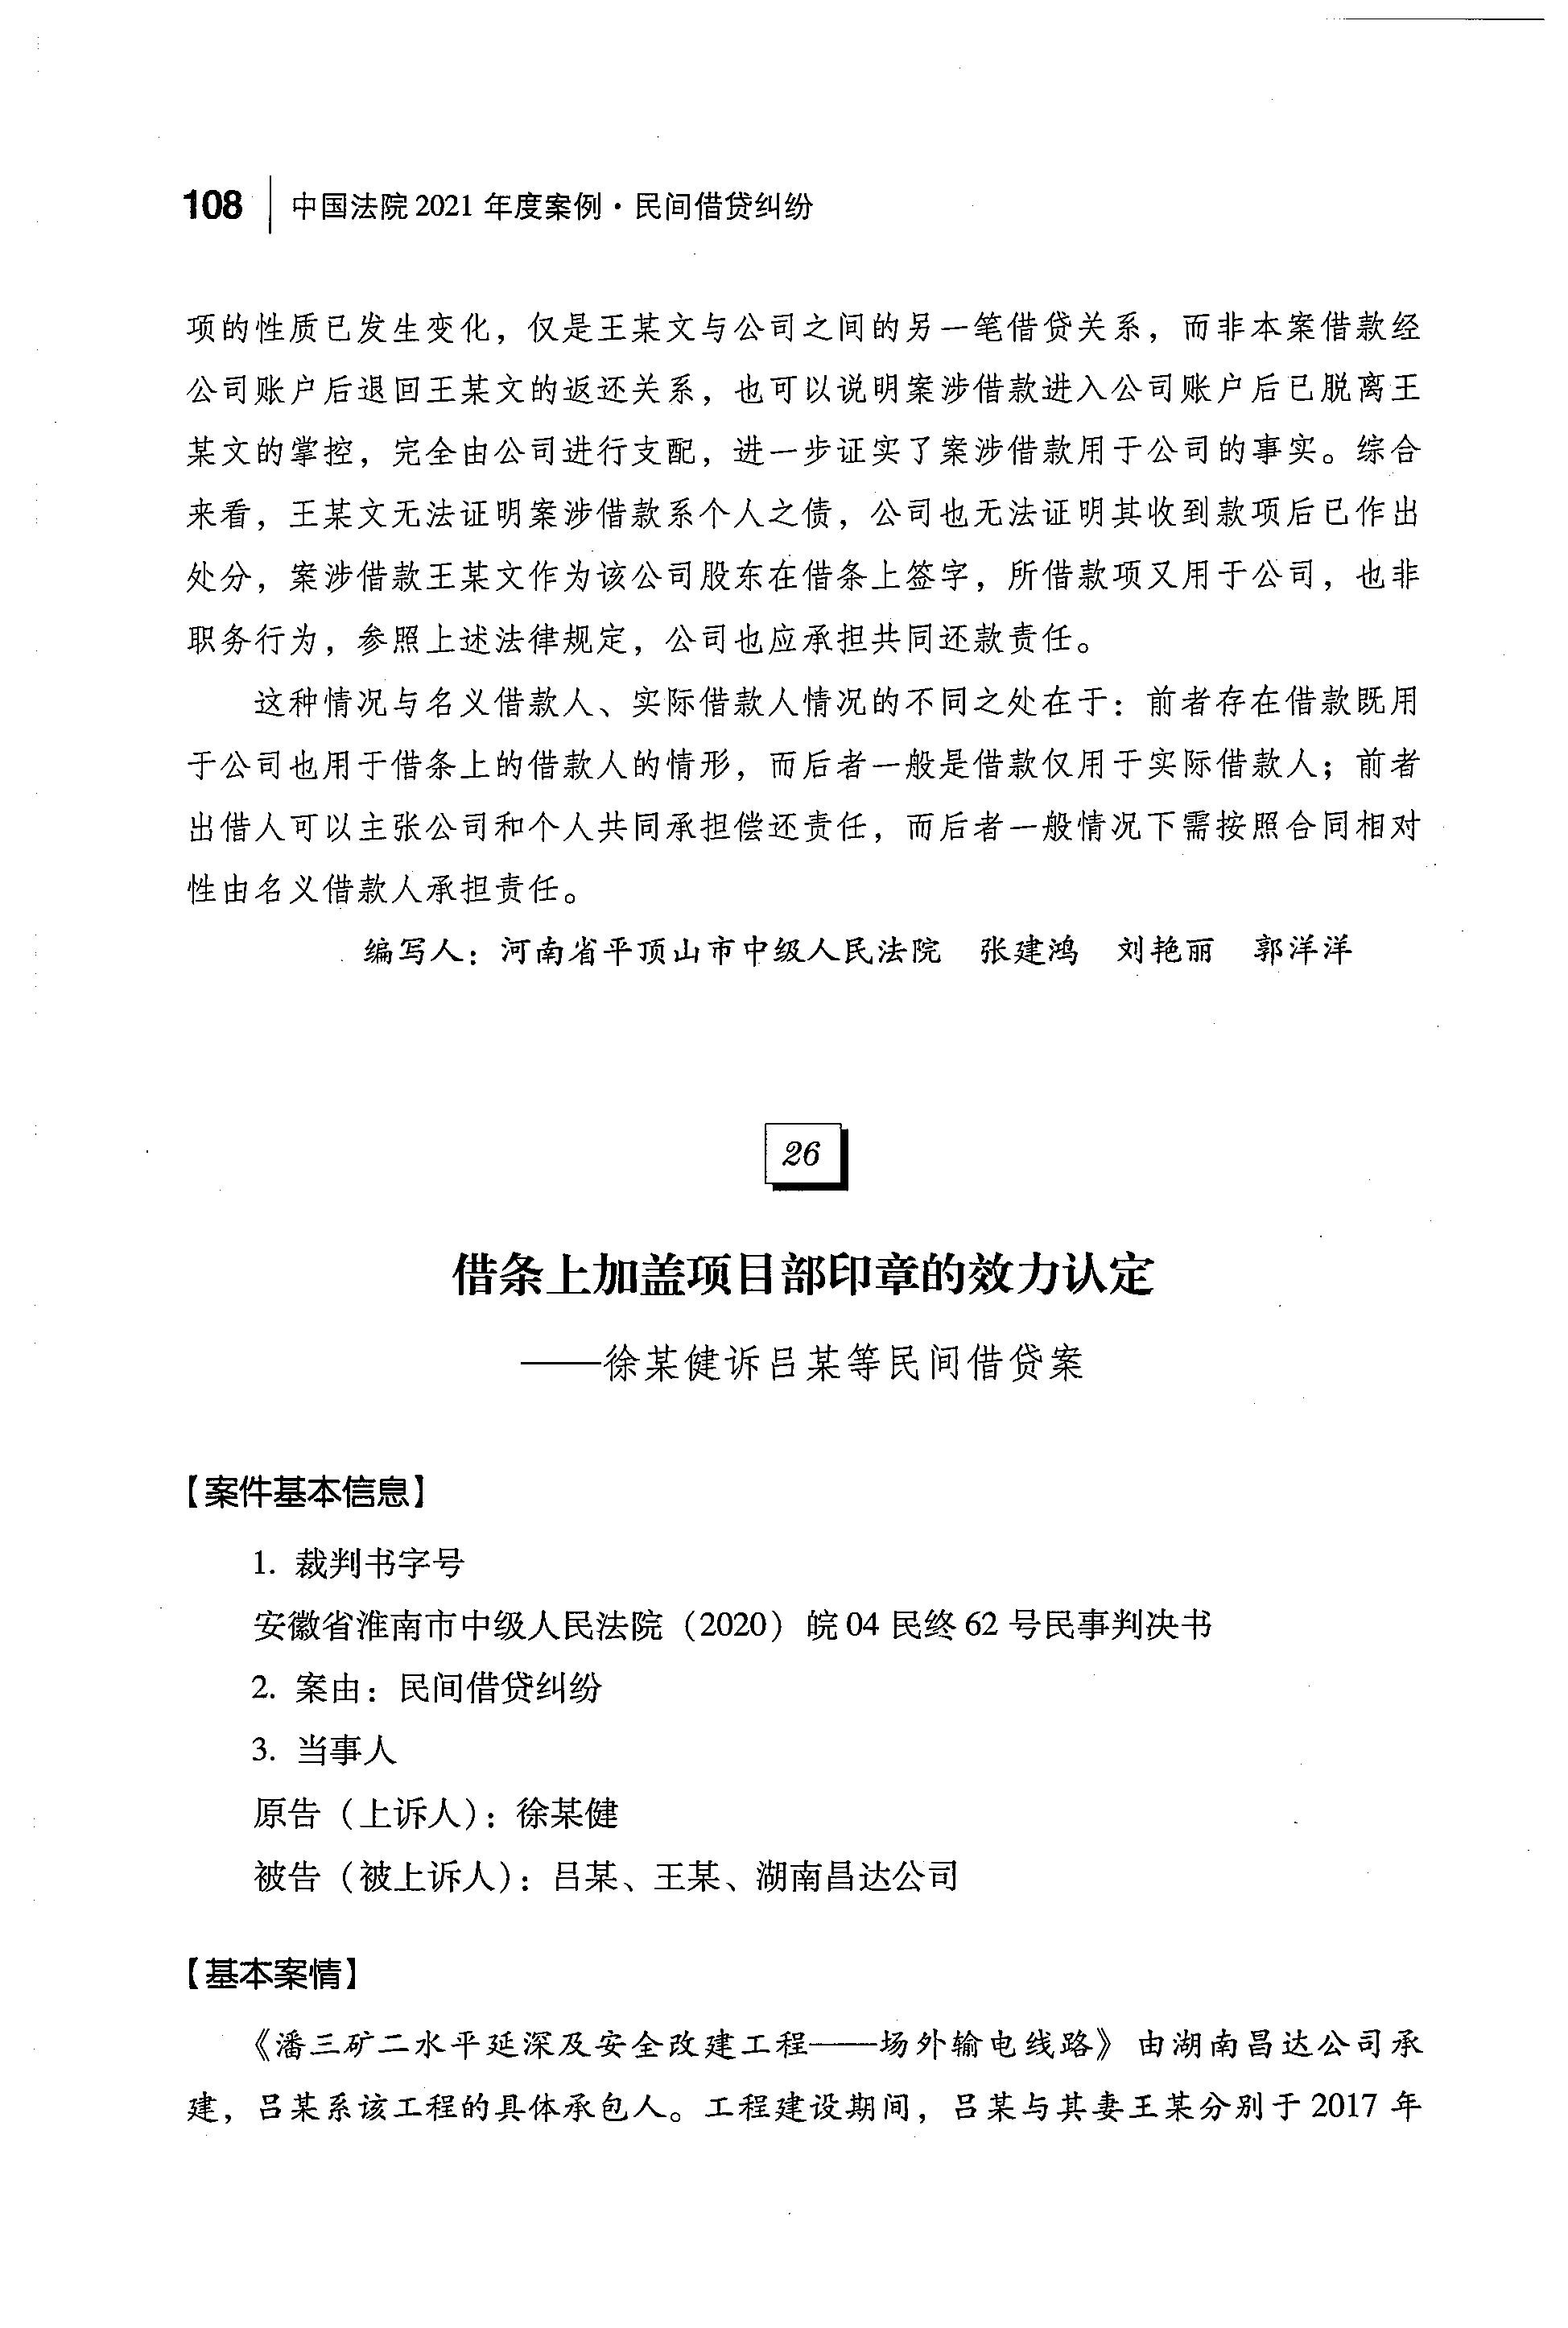 108 中国法院2021年度案例·民间借贷纠纷
项的性质已发生变化，仅是王某文与公司之间的另一笔借贷关系，而非本案借款经
公司账户后退回王某文的返还关系，也可以说明案涉借款进入公司账户后已脱离王
某文的掌控，完全由公司进行支配，进一步证实了案涉借款用于公司的事实。综合
来看，王某文无法证明案涉借款系个人之债，公司也无法证明其收到款项后已作出
处分，案涉借款王某文作为该公司股东在借条上签字，所借款项又用于公司，也非
职务行为，参照上述法律规定，公司也应承担共同还款责任。
这种情况与名义借款人、实际借款人情况的不同之处在于：前者存在借款既用
于公司也用于借条上的借款人的情形，而后者一般是借款仅用于实际借款人；前者
出借人可以主张公司和个人共同承担偿还责任，而后者一般情况下需按照合同相对
性由名义借款人承担责任。
编写人：河南省平顶山市中级人民法院 张建鸿 刘艳丽 郭洋洋
26
借条上加盖项目部印章的效力认定
——徐某健诉吕某等民间借贷案
【案件基本信息】
1. 裁判书字号
安徽省淮南市中级人民法院（2020）皖04民终62号民事判决书
2. 案由：民间借贷纠纷
3. 当事人
原告（上诉人）：徐某健
被告（被上诉人）：吕某、王某、湖南昌达公司
【基本案情】
《潘三矿二水平延深及安全改建工程——场外输电线路》由湖南昌达公司承
建，吕某系该工程的具体承包人。工程建设期间，吕某与其妻王某分别于2017年